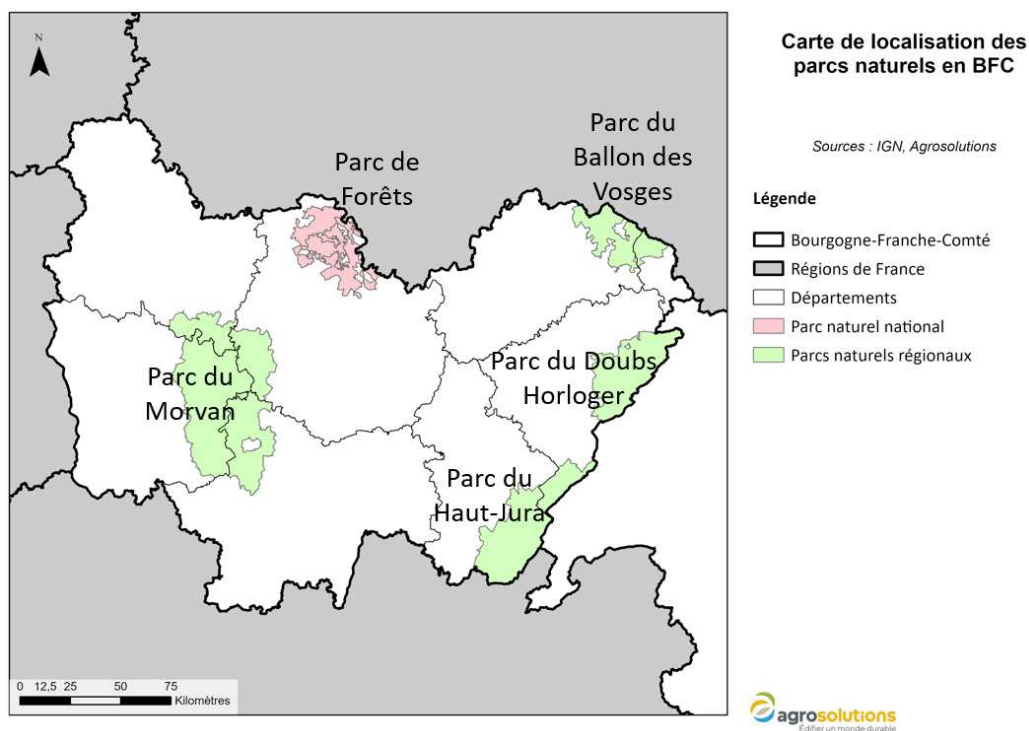 Carte de localisation des
parcs naturels en BFC
Sources : IGN, Agrosolutions
Légende
Bourgogne-Franche-Comté
Régions de France
Départements
Parc naturel national
Parcs naturels régionaux
N
Parc du
Ballon des
Vosges
Parc de
Forêts
Parc du
Morvan
Parc du Doubs
Horloger
Parc du
Haut-Jura
0 12,5 25 50 75
Kilomètres
agrosolutions
Édifier un monde durable